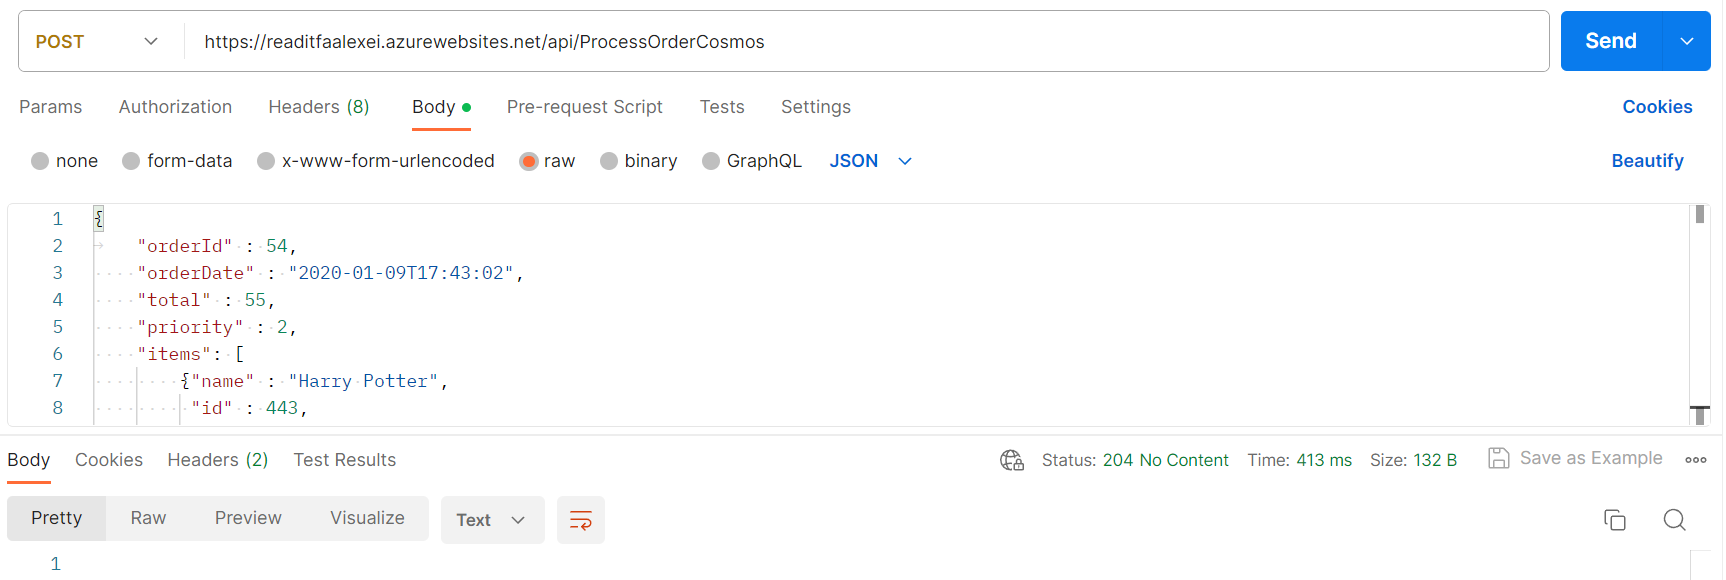 POST https://readitfaalexei.azurewebsites.net/api/ProcessOrderCosmos Send
Params Authorization Headers (8) Body Pre-request Script Tests Settings Cookies
none form-data x-www-form-urlencoded raw binary GraphQL JSON Beautify
1 {
2 "orderId" : 54,
3 "orderDate" : "2020-01-09T17:43:02",
4 "total" : 55,
5 "priority" : 2,
6 "items": [
7 {"name" : "Harry Potter",
8 "id" : 443,
Body Cookies Headers (2) Test Results Status: 204 No Content Time: 413 ms Size: 132 B Save as Example
Pretty Raw Preview Visualize Text
1